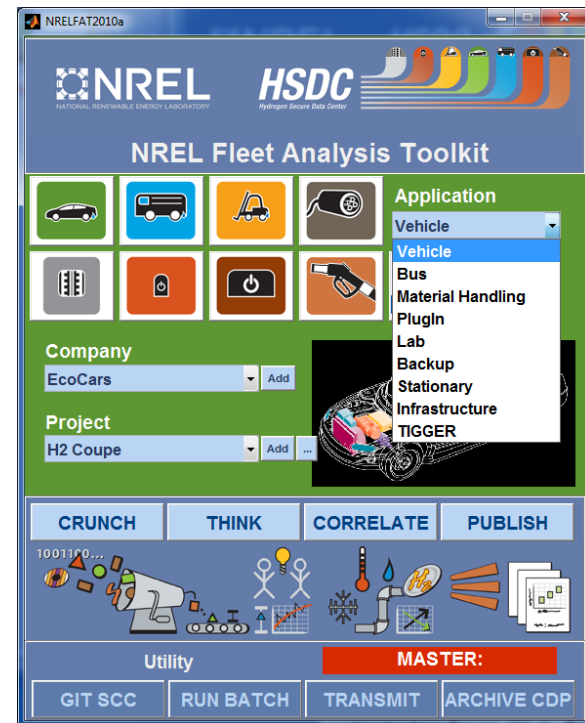 NRELFAT2010a
NREL
NATIONAL RENEWABLE ENERGY LABORATORY
HSDC
Hydrogen Secure Data Center
NREL Fleet Analysis Toolkit
Application
Vehicle
Vehicle
Bus
Material Handling
PlugIn
Lab
Backup
Stationary
Infrastructure
TIGGER
Company
EcoCars
Add
Project
H2 Coupe
Add
...
CRUNCH
THINK
CORRELATE
PUBLISH
1001100...
H2
Utility
MASTER:
GIT SCC
RUN BATCH
TRANSMIT
ARCHIVE CDP